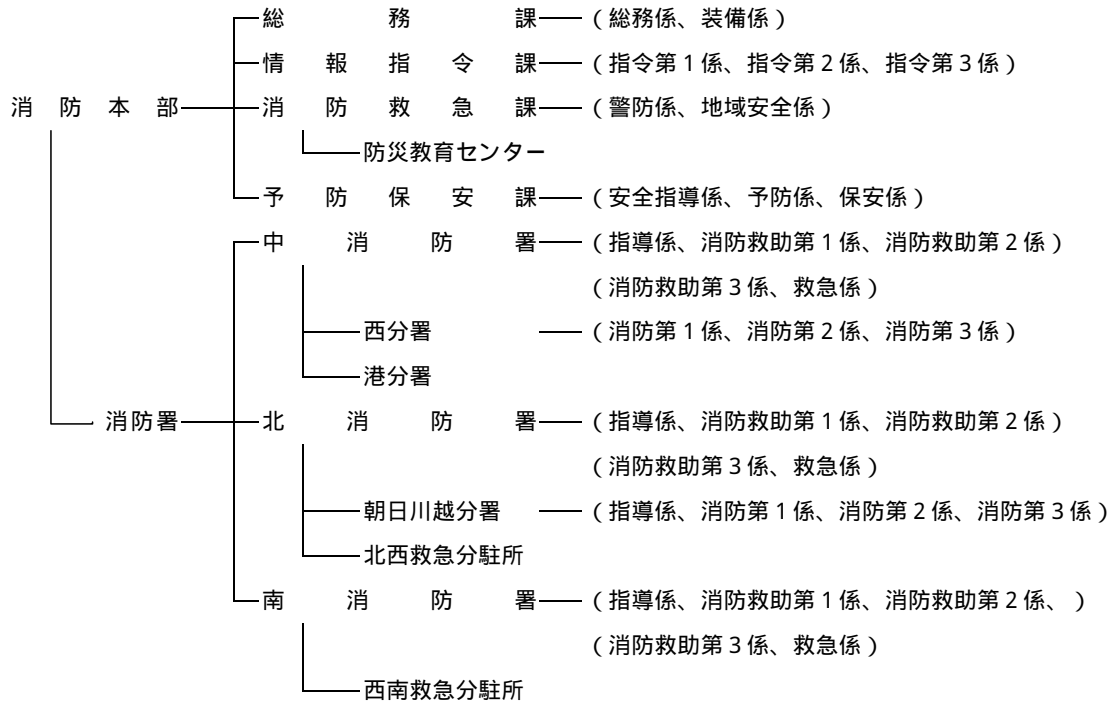 総務課（総務係、装備係）
情報指令課（指令第1係、指令第2係、指令第3係）
消防本部 消防救急課（警防係、地域安全係）
防災教育センター
予防保安課（安全指導係、予防係、保安係）
中消防署（指導係、消防救助第1係、消防救助第2係）
（消防救助第3係、救急係）
西分署（消防第1係、消防第2係、消防第3係）
港分署
消防署 北消防署（指導係、消防救助第1係、消防救助第2係）
（消防救助第3係、救急係）
朝日川越分署（指導係、消防第1係、消防第2係、消防第3係）
北西救急分駐所
南消防署（指導係、消防救助第1係、消防救助第2係、）
（消防救助第3係、救急係）
西南救急分駐所